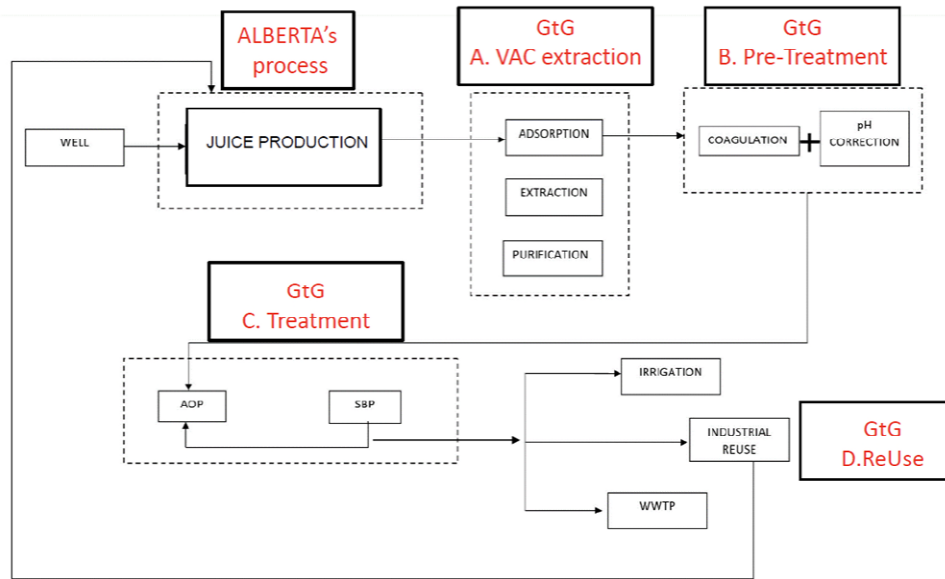 ALBERTA's
process
GtG
A. VAC extraction
GtG
B. Pre-Treatment
WELL
JUICE PRODUCTION
ADSORPTION
EXTRACTION
PURIFICATION
COAGULATION
+
pH
CORRECTION
GtG
C. Treatment
AOP
SBP
IRRIGATION
INDUSTRIAL
REUSE
WWTP
GtG
D.ReUse